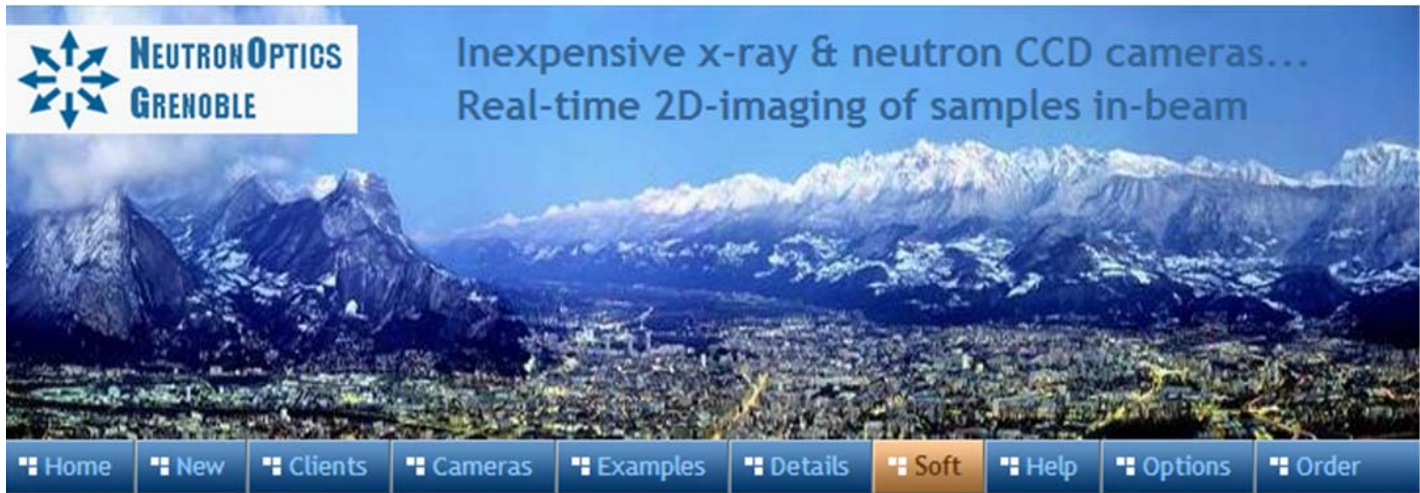 NEUTRONOPTICS
GRENOBLE
Inexpensive x-ray & neutron CCD cameras...
Real-time 2D-imaging of samples in-beam
Home New Clients Cameras Examples Details Soft Help Options Order